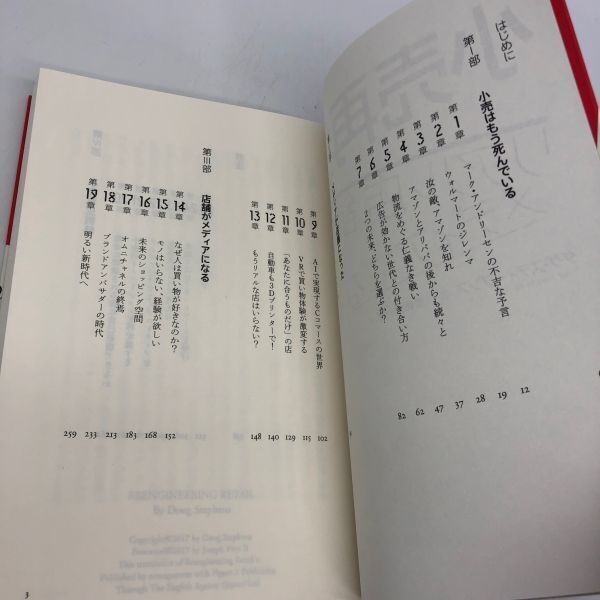 はじめに
第I部 小売はもう死んでいる
第1章 マーク・アンドリーセンの不吉な予言 12
第2章 ウォルマートのジレンマ 19
第3章 汝の敵、アマゾンを知れ 28
第4章 アマゾンとアリババの後からも続々と 37
第5章 物流をめぐる仁義なき戦い 47
第6章 広告が効かない世代との付き合い方 62
第7章 2つの未来、どちらを選ぶか? 82
第9章 AIで実現するCコマースの世界 102
第10章 VRで買い物体験が激変する 115
第11章 「あなたに合うものだけ」の店 129
第12章 自動車も3Dプリンターで! 140
第13章 もうリアルな店はいらない? 148
第III部 店舗がメディアになる
第14章 なぜ人は買い物が好きなのか? 152
第15章 モノはいらない、経験が欲しい 168
第16章 未来のショッピング空間 183
第17章 オムニチャネルの終焉 213
第18章 ブランドアンバサダーの時代 233
第19章 明るい新時代へ 259
REENGINEERING RETAIL
By Doug Stephens
3